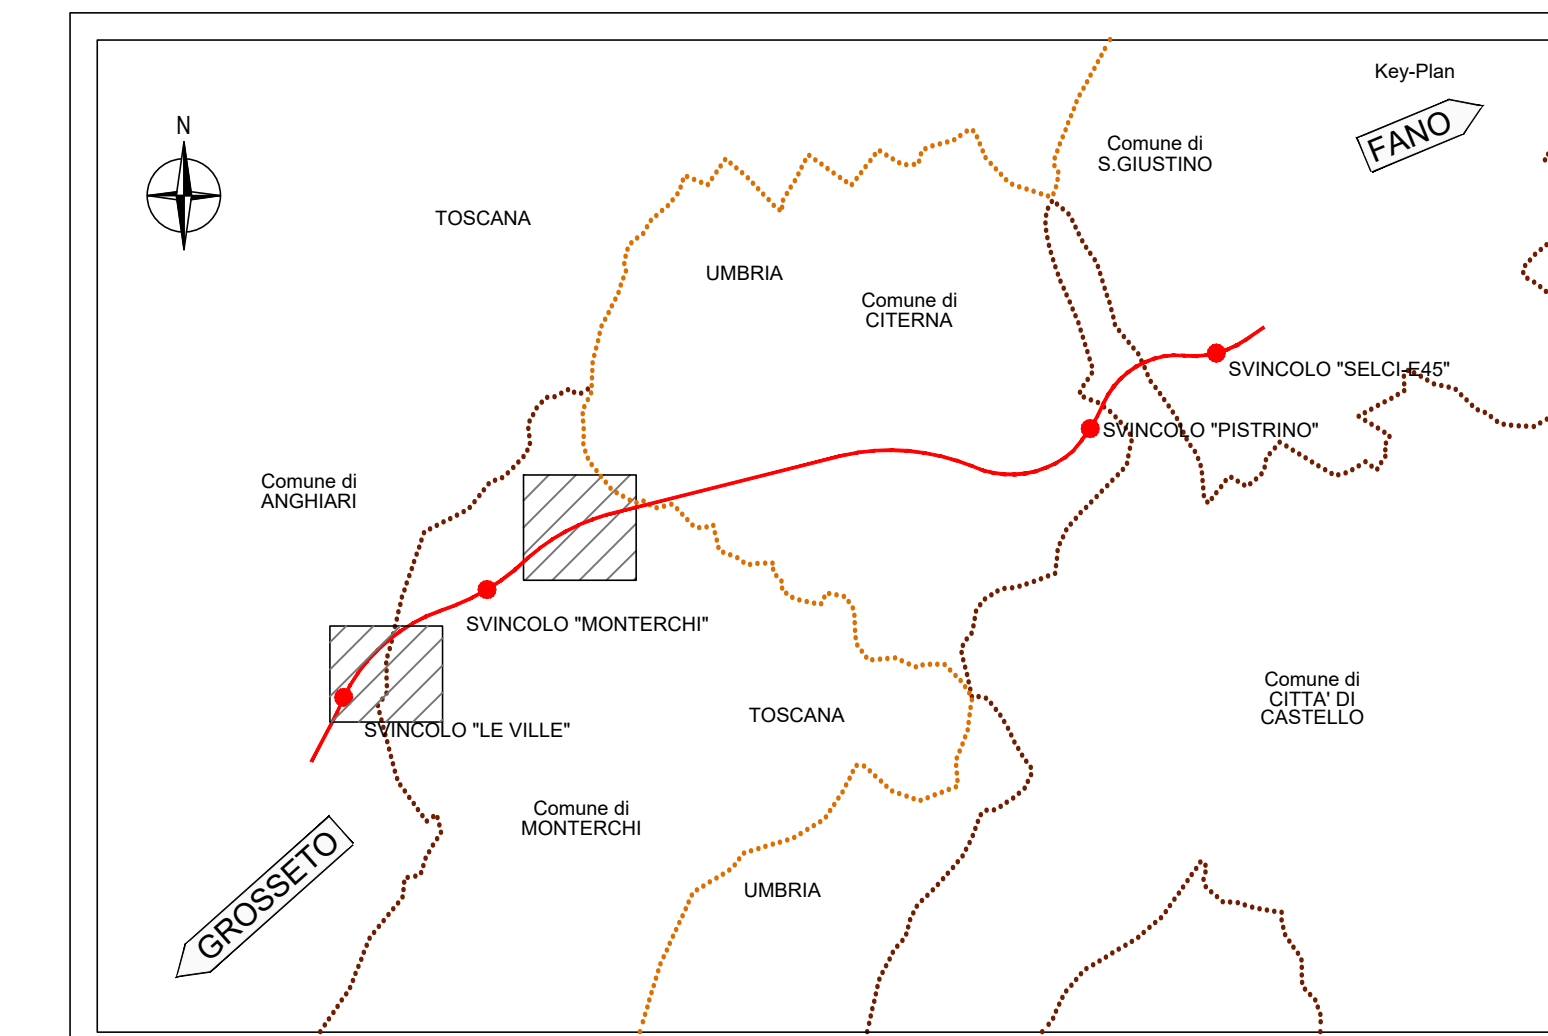 Key-Plan
FANO
N
Comune di
S.GIUSTINO
TOSCANA
UMBRIA
Comune di
CITERNA
SVINCOLO "SELCI-E45"
SVINCOLO "PISTRINO"
Comune di
ANGHIARI
SVINCOLO "MONTERCHI"
Comune di
CITTA' DI
CASTELLO
TOSCANA
SVINCOLO "LE VILLE"
Comune di
MONTERCHI
GROSSETO
UMBRIA